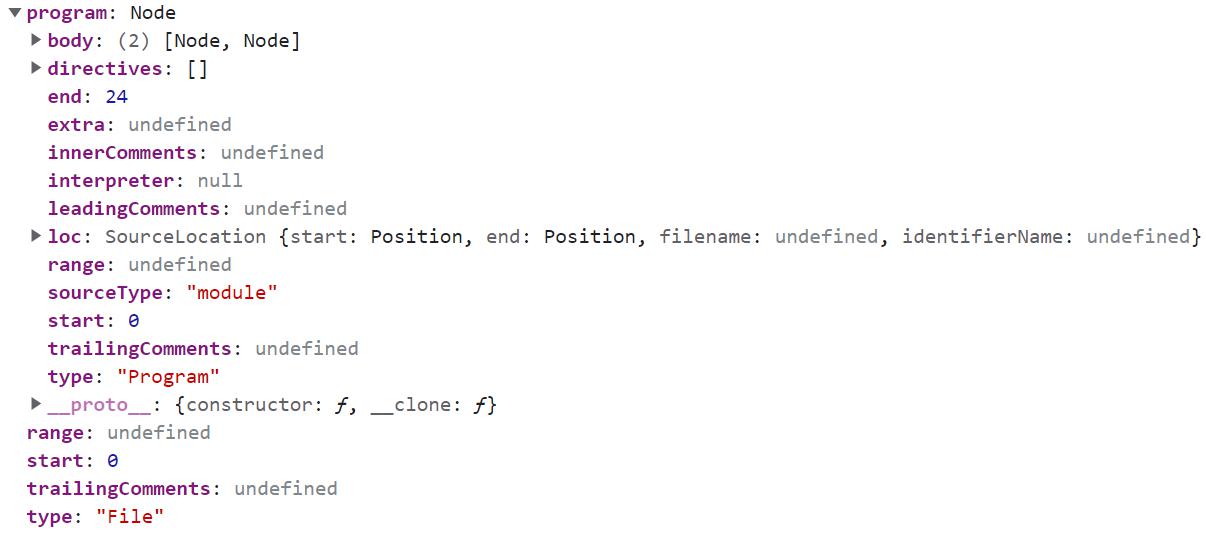 ▼program: Node
▶body: (2) [Node, Node]
▶directives: []
end: 24
extra: undefined
innerComments: undefined
interpreter: null
leadingComments: undefined
▶loc: SourceLocation {start: Position, end: Position, filename: undefined, identifierName: undefined}
range: undefined
sourceType: "module"
start: 0
trailingComments: undefined
type: "Program"
▶__proto__: {constructor: ƒ, __clone: ƒ}
range: undefined
start: 0
trailingComments: undefined
type: "File"